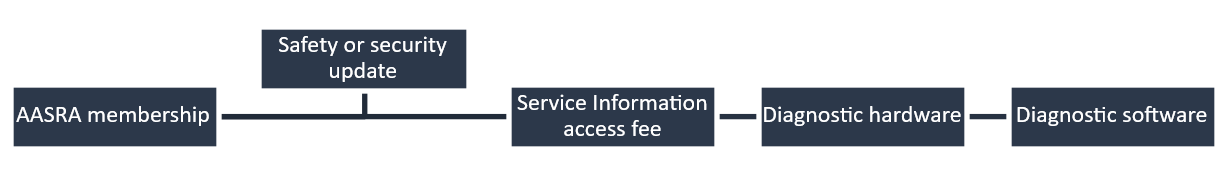 Safety or security
update
AASRA membership
Service Information
access fee
Diagnostic hardware
Diagnostic software